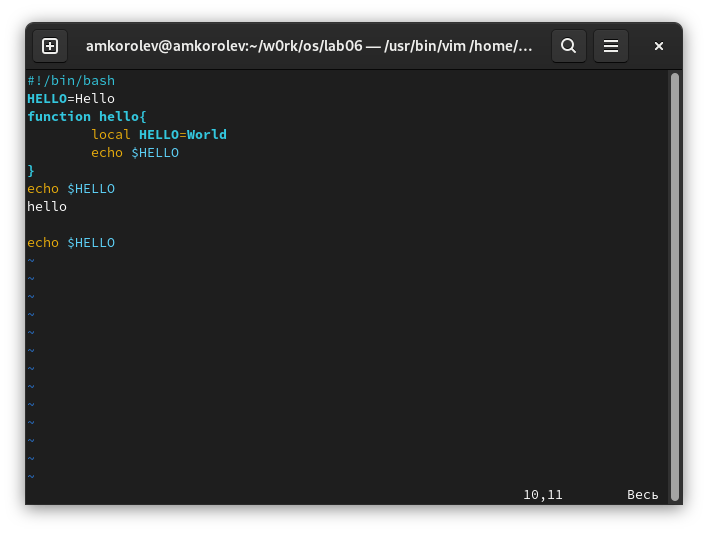 amkorolev@amkorolev:~/w0rk/os/lab06 — /usr/bin/vim /home/...
#!/bin/bash
HELLO=Hello
function hello{
        local HELLO=World
        echo $HELLO
}
echo $HELLO
hello

echo $HELLO
~
~
~
~
~
~
~
~
~
~
~
~
~
10,11        Весь